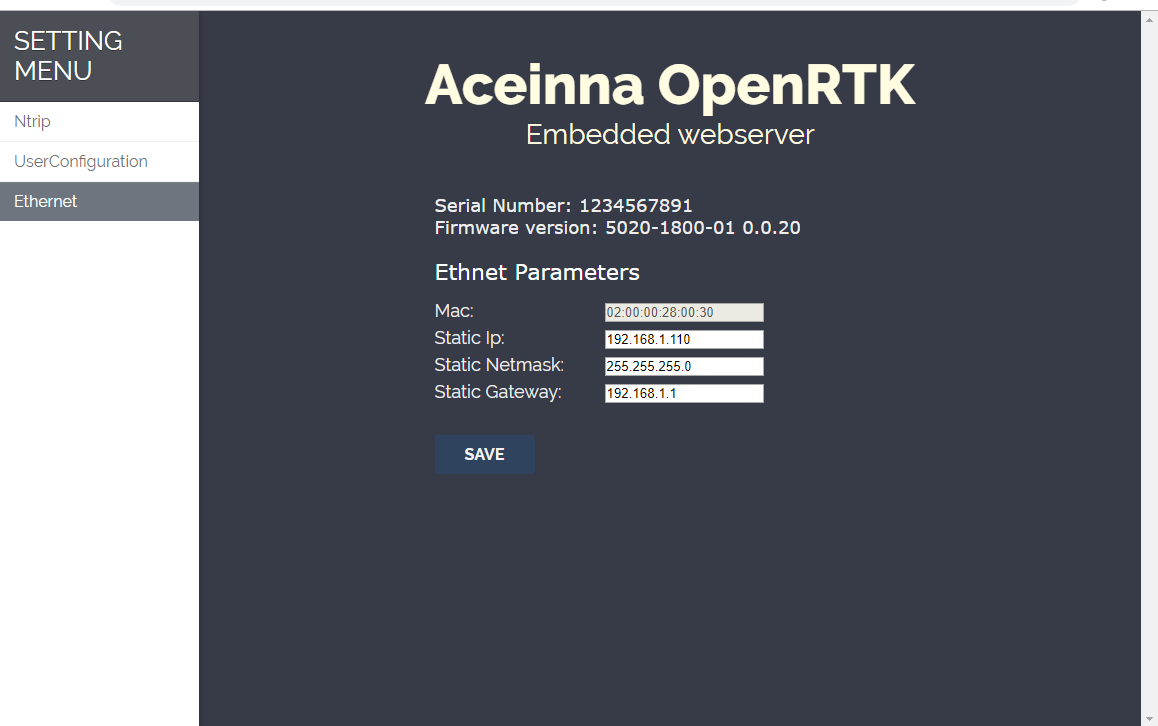 SETTING
MENU
Ntrip
UserConfiguration
Ethernet
Aceinna OpenRTK
Embedded webserver
Serial Number: 1234567891
Firmware version: 5020-1800-01 0.0.20
Ethnet Parameters
Mac: 02:00:00:28:00:30
Static Ip: 192.168.1.110
Static Netmask: 255.255.255.0
Static Gateway: 192.168.1.1
SAVE